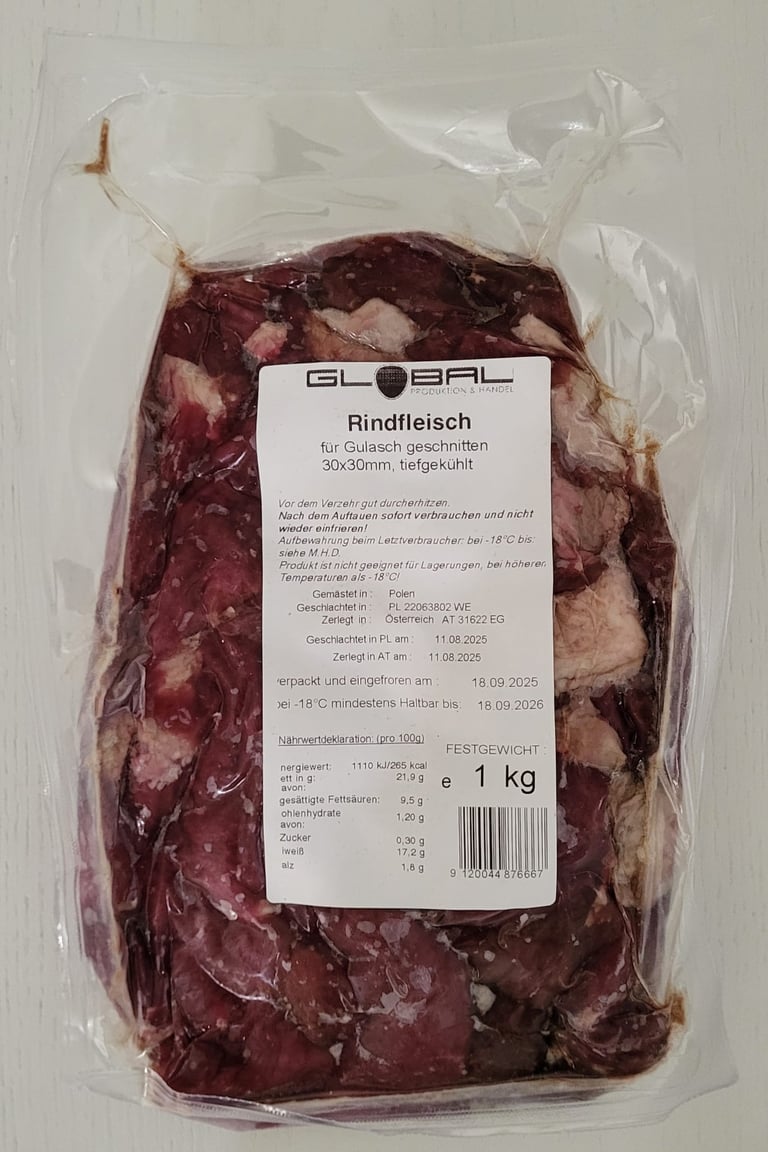 GLOBAL
PRODUKTION & HANDEL
Rindfleisch
für Gulasch geschnitten
30x30mm, tiefgekühlt
Vor dem Verzehr gut durcherhitzen.
Nach dem Auftauen sofort verbrauchen und nicht
wieder einfrieren!
Aufbewahrung beim Letztverbraucher: bei -18°C bis:
siehe M.H.D.
Produkt ist nicht geeignet für Lagerungen, bei höheren
Temperaturen als -18°C!
Gemästet in : Polen
Geschlachtet in : PL 22063802 WE
Zerlegt in : Österreich AT 31622 EG
Geschlachtet in PL am : 11.08.2025
Zerlegt in AT am : 11.08.2025
verpackt und eingefroren am : 18.09.2025
bei -18°C mindestens Haltbar bis: 18.09.2026
Nährwertdeklaration: (pro 100g)
FESTGEWICHT :
nergiewert: 1110 kJ/265 kcal
ett in g: 21,9 g
avon:
e 1 kg
gesättigte Fettsäuren: 9,5 g
ohlenhydrate 1,20 g
avon:
Zucker 0,30 g
iweiß 17,2 g
alz 1,6 g
9 120044 876667